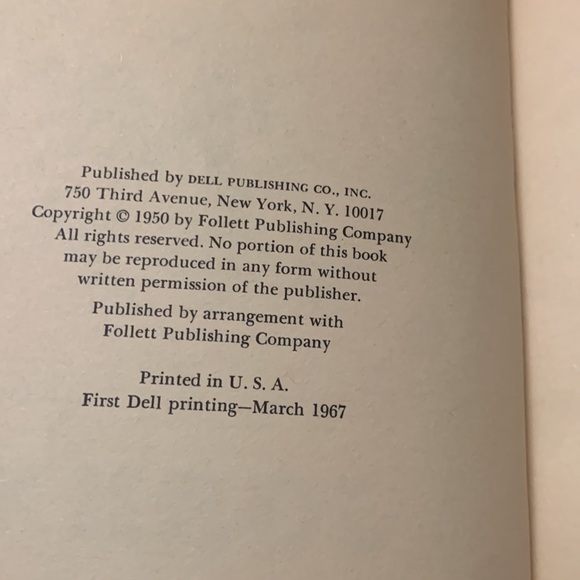 Published by DELL PUBLISHING CO., INC.
750 Third Avenue, New York, N. Y. 10017
Copyright © 1950 by Follett Publishing Company
All rights reserved. No portion of this book
may be reproduced in any form without
written permission of the publisher.
Published by arrangement with
Follett Publishing Company
Printed in U. S. A.
First Dell printing—March 1967